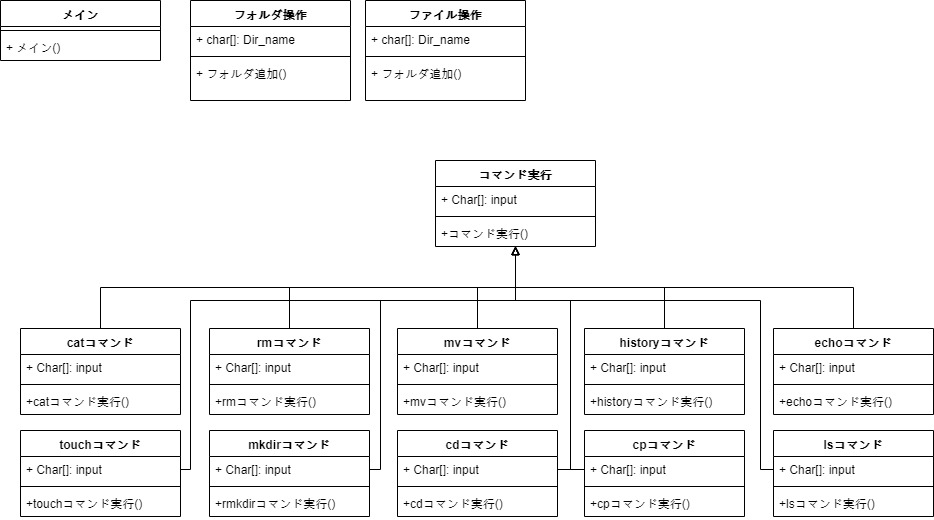 メイン
+ メイン()
フォルダ操作
+ char[]: Dir_name
+ フォルダ追加()
ファイル操作
+ char[]: Dir_name
+ フォルダ追加()
コマンド実行
+ Char[]: input
+コマンド実行()
catコマンド
+ Char[]: input
+catコマンド実行()
rmコマンド
+ Char[]: input
+rmコマンド実行()
mvコマンド
+ Char[]: input
+mvコマンド実行()
historyコマンド
+ Char[]: input
+historyコマンド実行()
echoコマンド
+ Char[]: input
+echoコマンド実行()
touchコマンド
+ Char[]: input
+touchコマンド実行()
mkdirコマンド
+ Char[]: input
+rmkdirコマンド実行()
cdコマンド
+ Char[]: input
+cdコマンド実行()
cpコマンド
+ Char[]: input
+cpコマンド実行()
lsコマンド
+ Char[]: input
+lsコマンド実行()